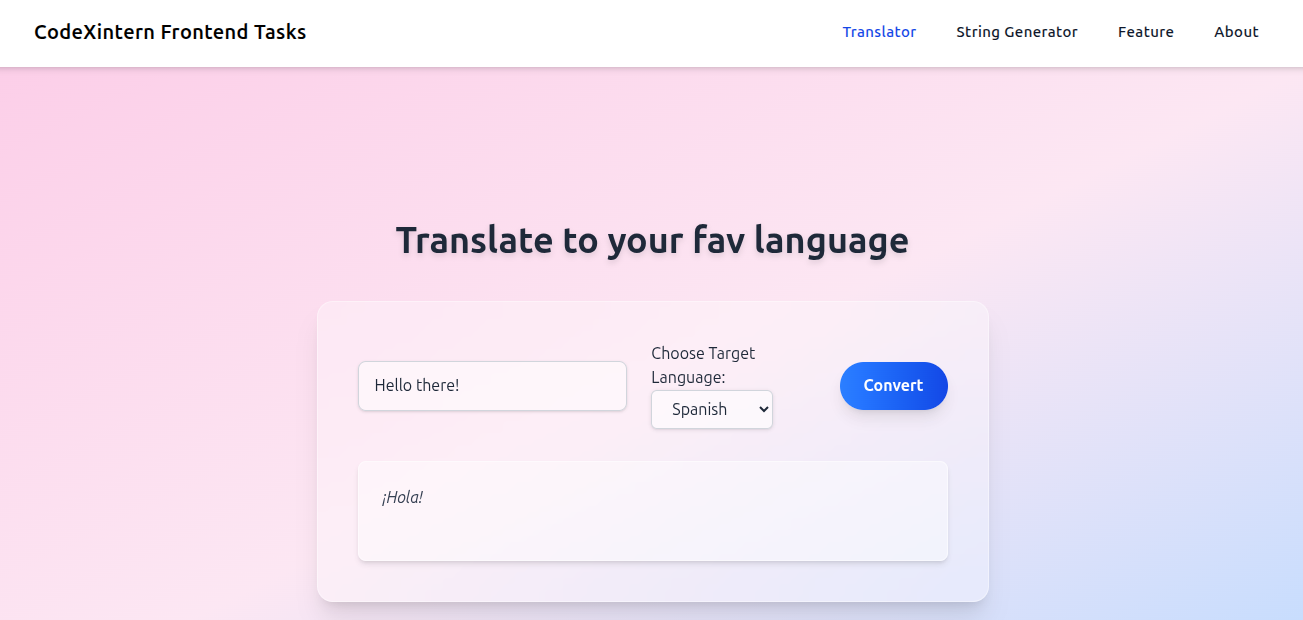 CodeXintern Frontend Tasks
Translator
String Generator
Feature
About
Translate to your fav language
Hello there!
Choose Target
Language:
Spanish
Convert
¡Hola!